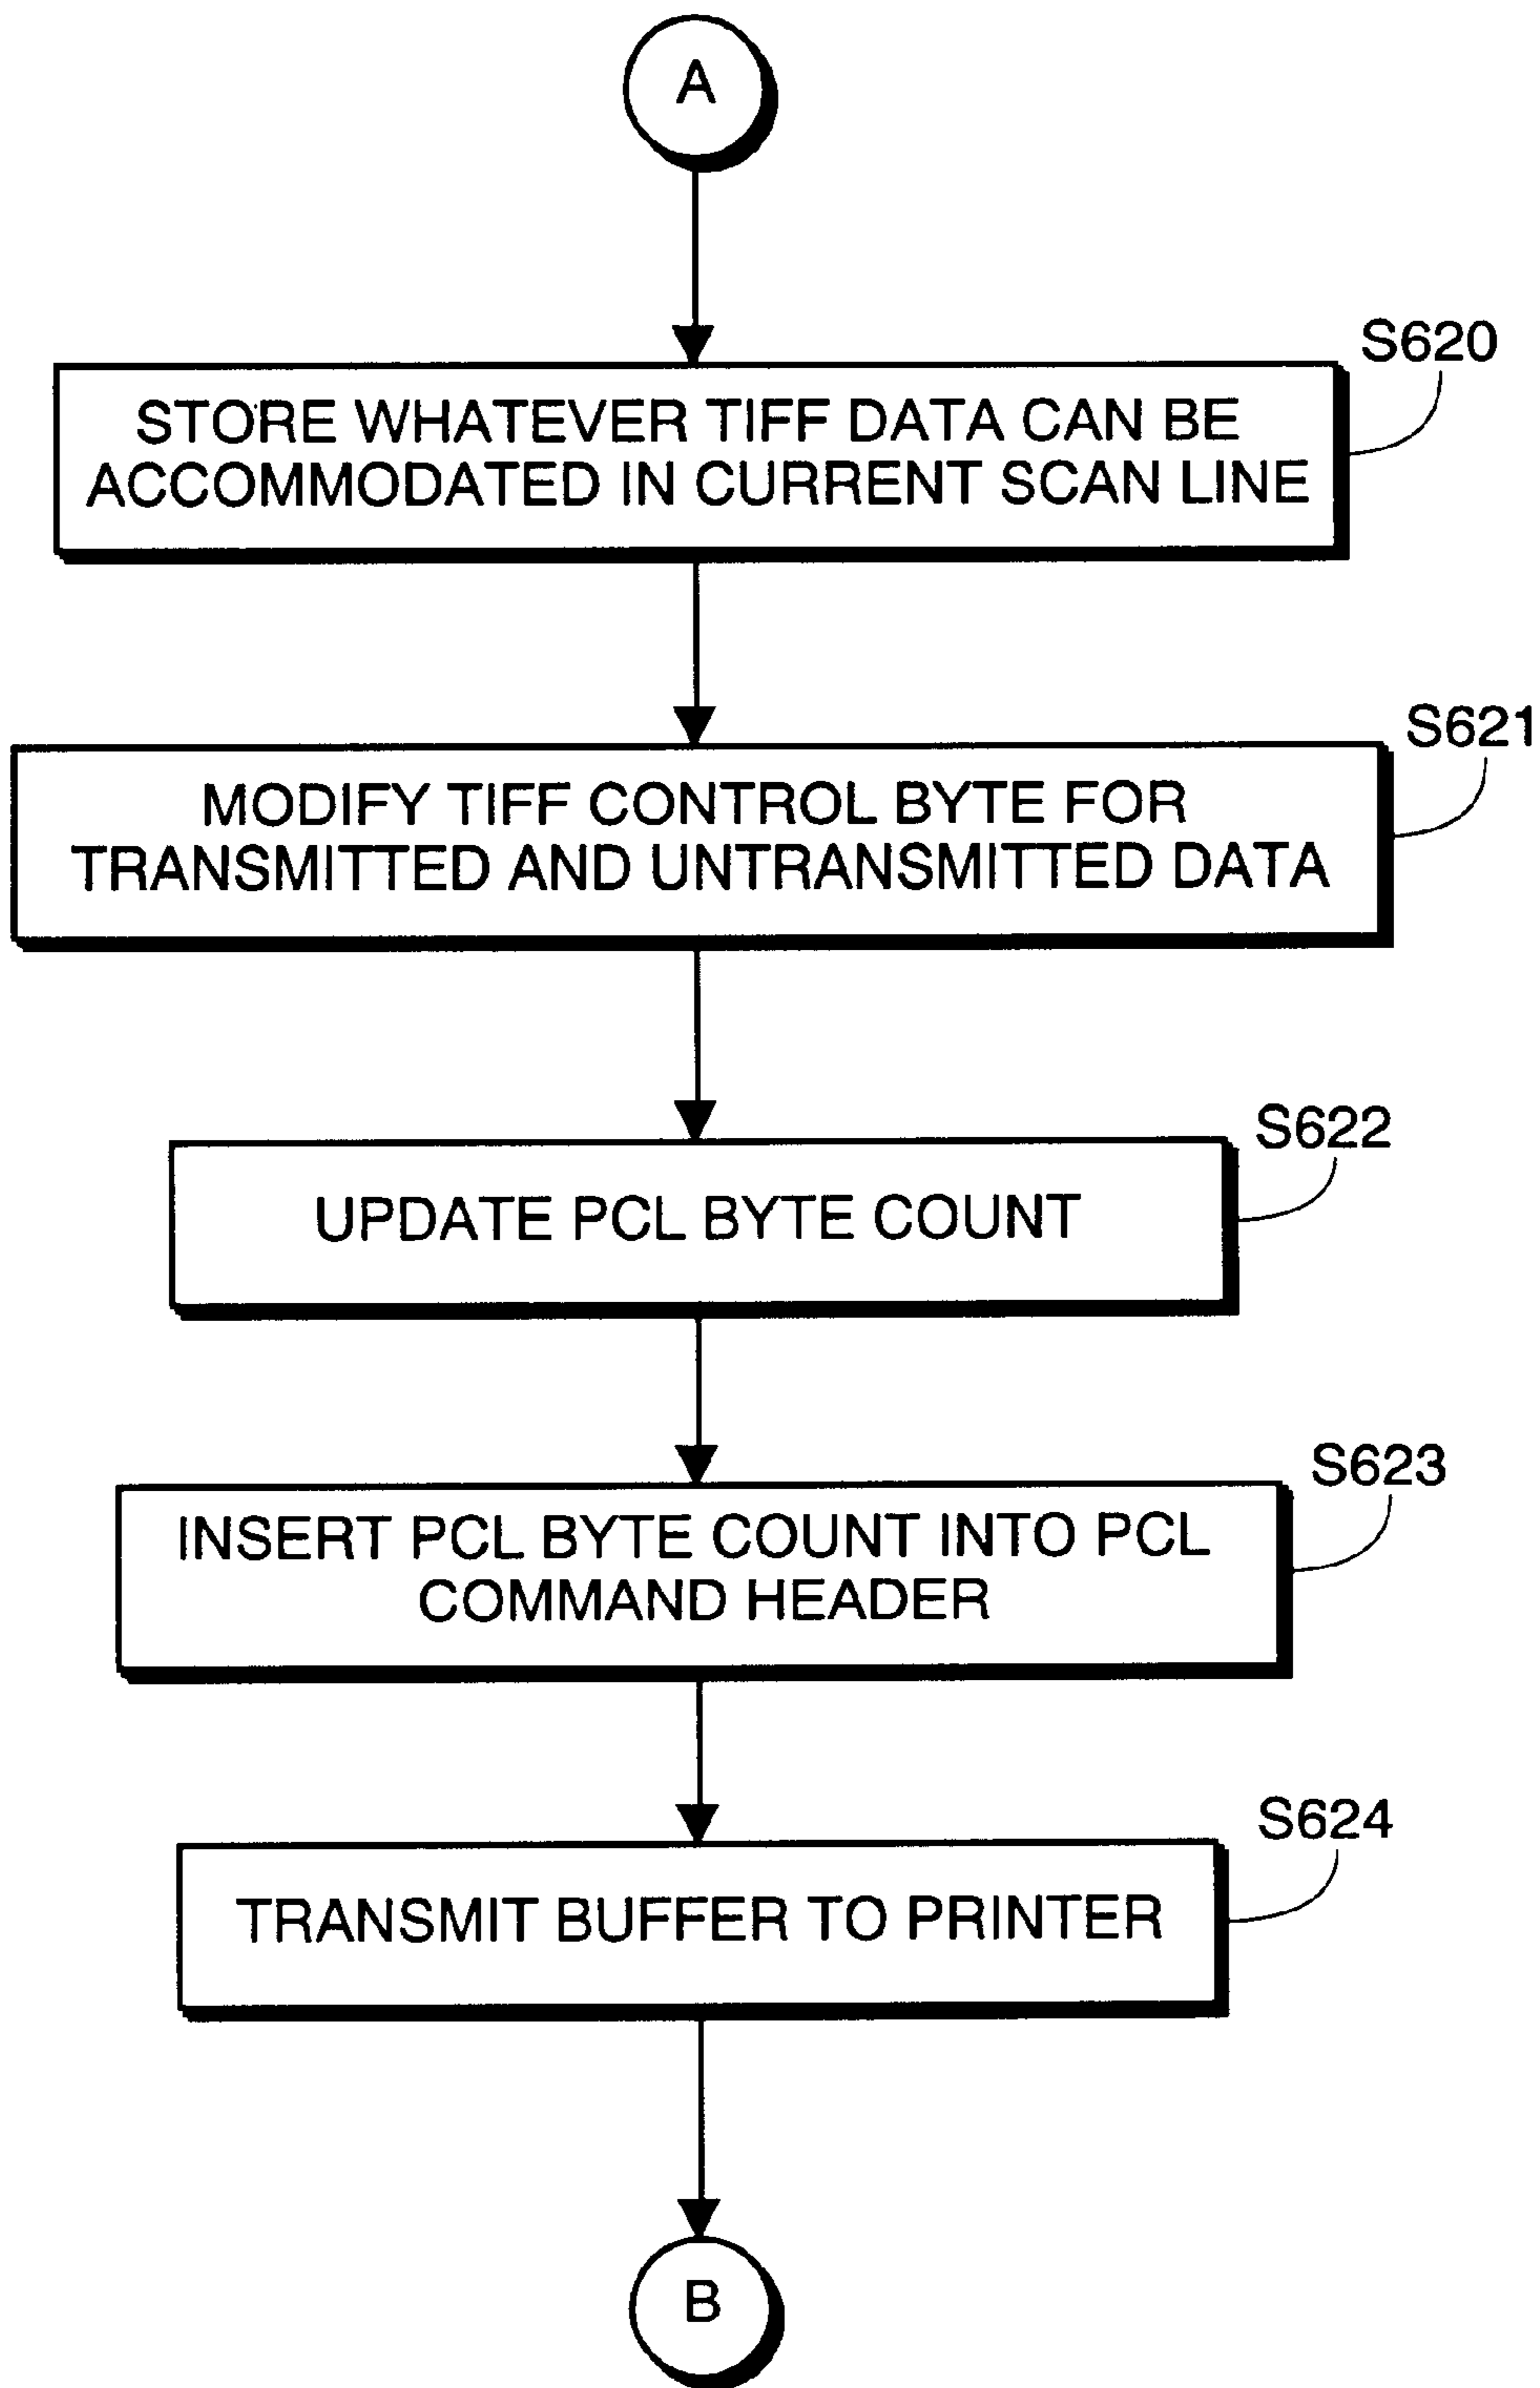 A
S620
STORE WHATEVER TIFF DATA CAN BE
ACCOMMODATED IN CURRENT SCAN LINE
S621
MODIFY TIFF CONTROL BYTE FOR
TRANSMITTED AND UNTRANSMITTED DATA
S622
UPDATE PCL BYTE COUNT
S623
INSERT PCL BYTE COUNT INTO PCL
COMMAND HEADER
S624
TRANSMIT BUFFER TO PRINTER
B